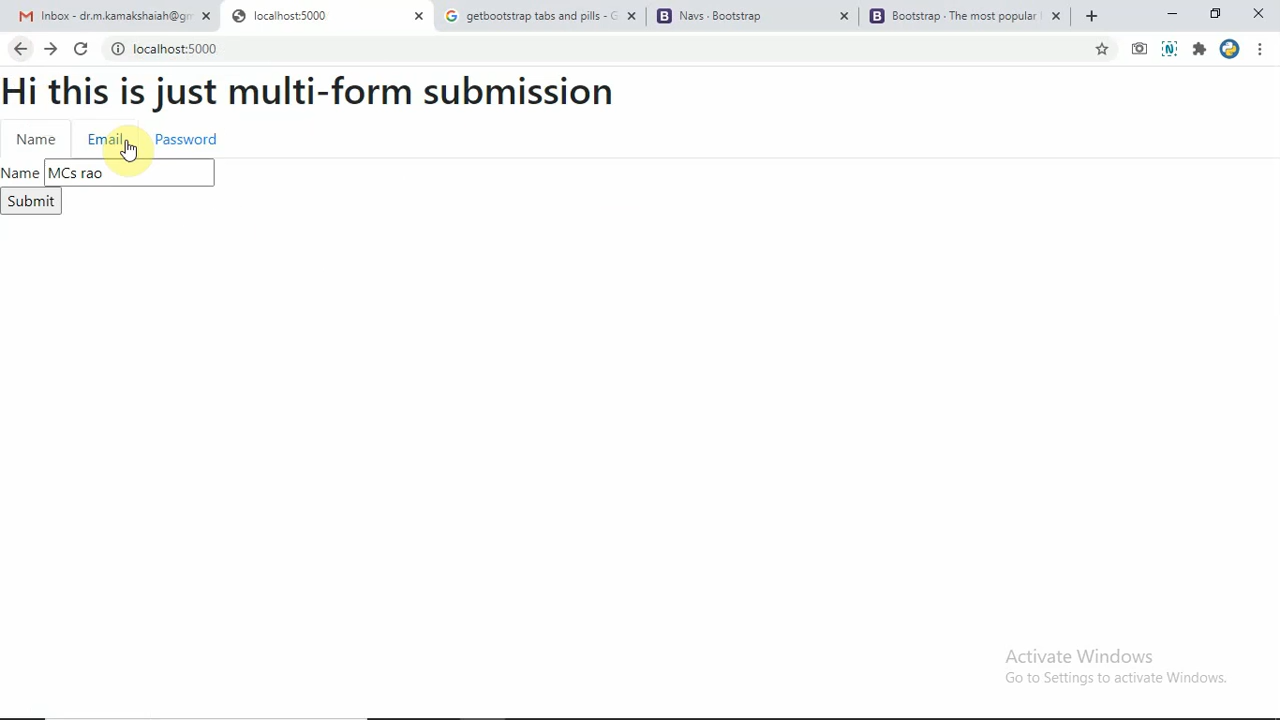 Inbox - dr.m.kamakshaiah@gm
localhost:5000
getbootstrap tabs and pills - G
Navs · Bootstrap
Bootstrap · The most popular
localhost:5000
Hi this is just multi-form submission
Name
Email
Password
Name MCs rao
Submit
Activate Windows
Go to Settings to activate Windows.